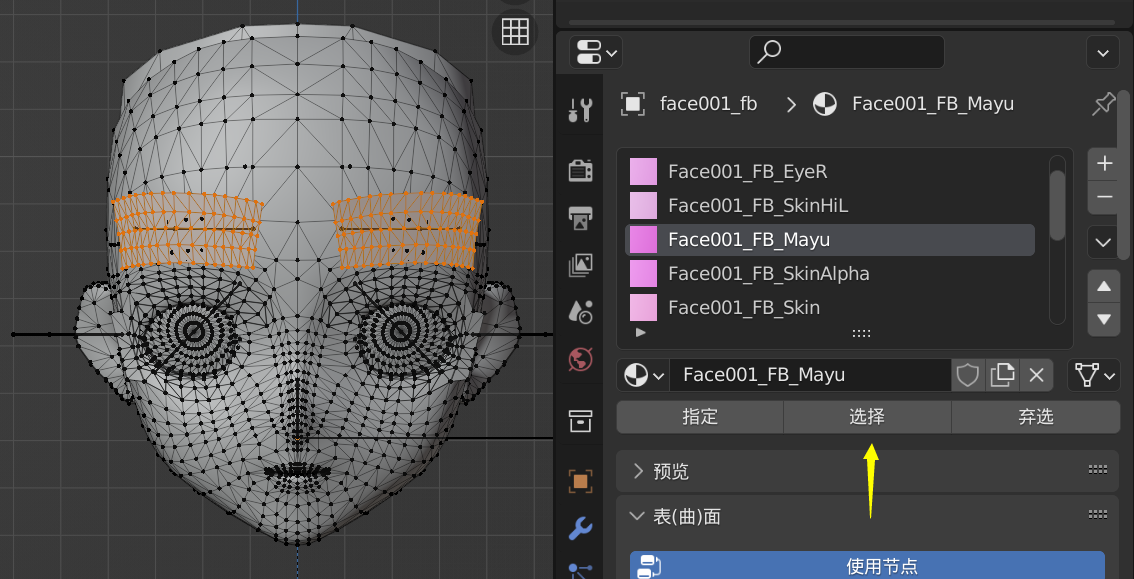 face001_fb Face001_FB_Mayu
Face001_FB_EyeR
Face001_FB_SkinHiL
Face001_FB_Mayu
Face001_FB_SkinAlpha
Face001_FB_Skin
Face001_FB_Mayu
指定 选择 弃选
预览
表(曲)面
使用节点